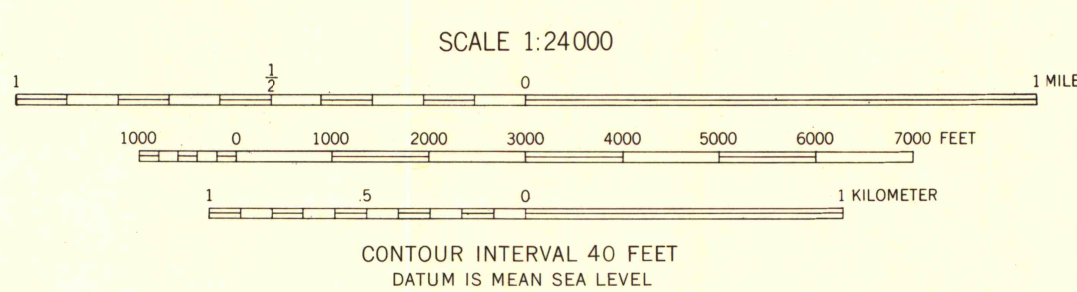 SCALE 1:24000
1 1/2 0 1 MILE
1000 0 1000 2000 3000 4000 5000 6000 7000 FEET
1 .5 0 1 KILOMETER
CONTOUR INTERVAL 40 FEET
DATUM IS MEAN SEA LEVEL